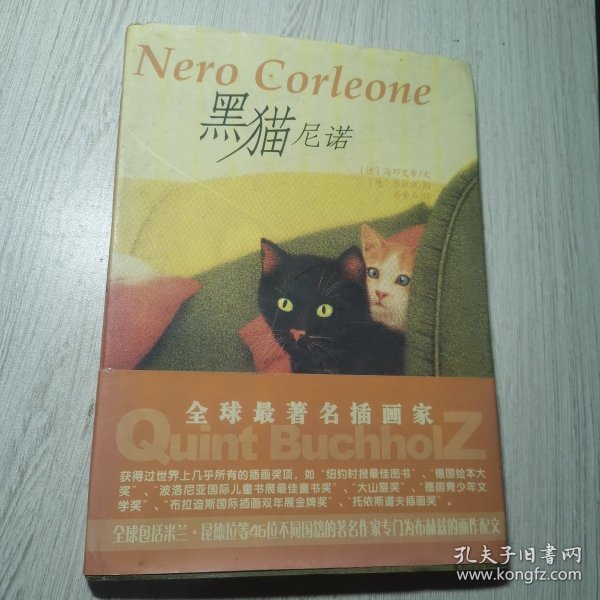 Nero Corleone
黑猫尼诺
全球最著名插画家
Quint BuchholZ
获得过世界上几乎所有的插画奖项，如“纽约时报最佳图书”、“德国绘本大
奖”、“波洛尼亚国际儿童书展最佳童书奖”、“大山猫奖”、“德国青少年文
学奖”、“布拉迪斯国际插画双年展金牌奖”、“托依斯道夫插画奖”。
全球包括米兰·昆德拉等46位不同国籍的著名作家专门为布赫兹的画作配文
孔夫子旧书网
www.kongfz.com